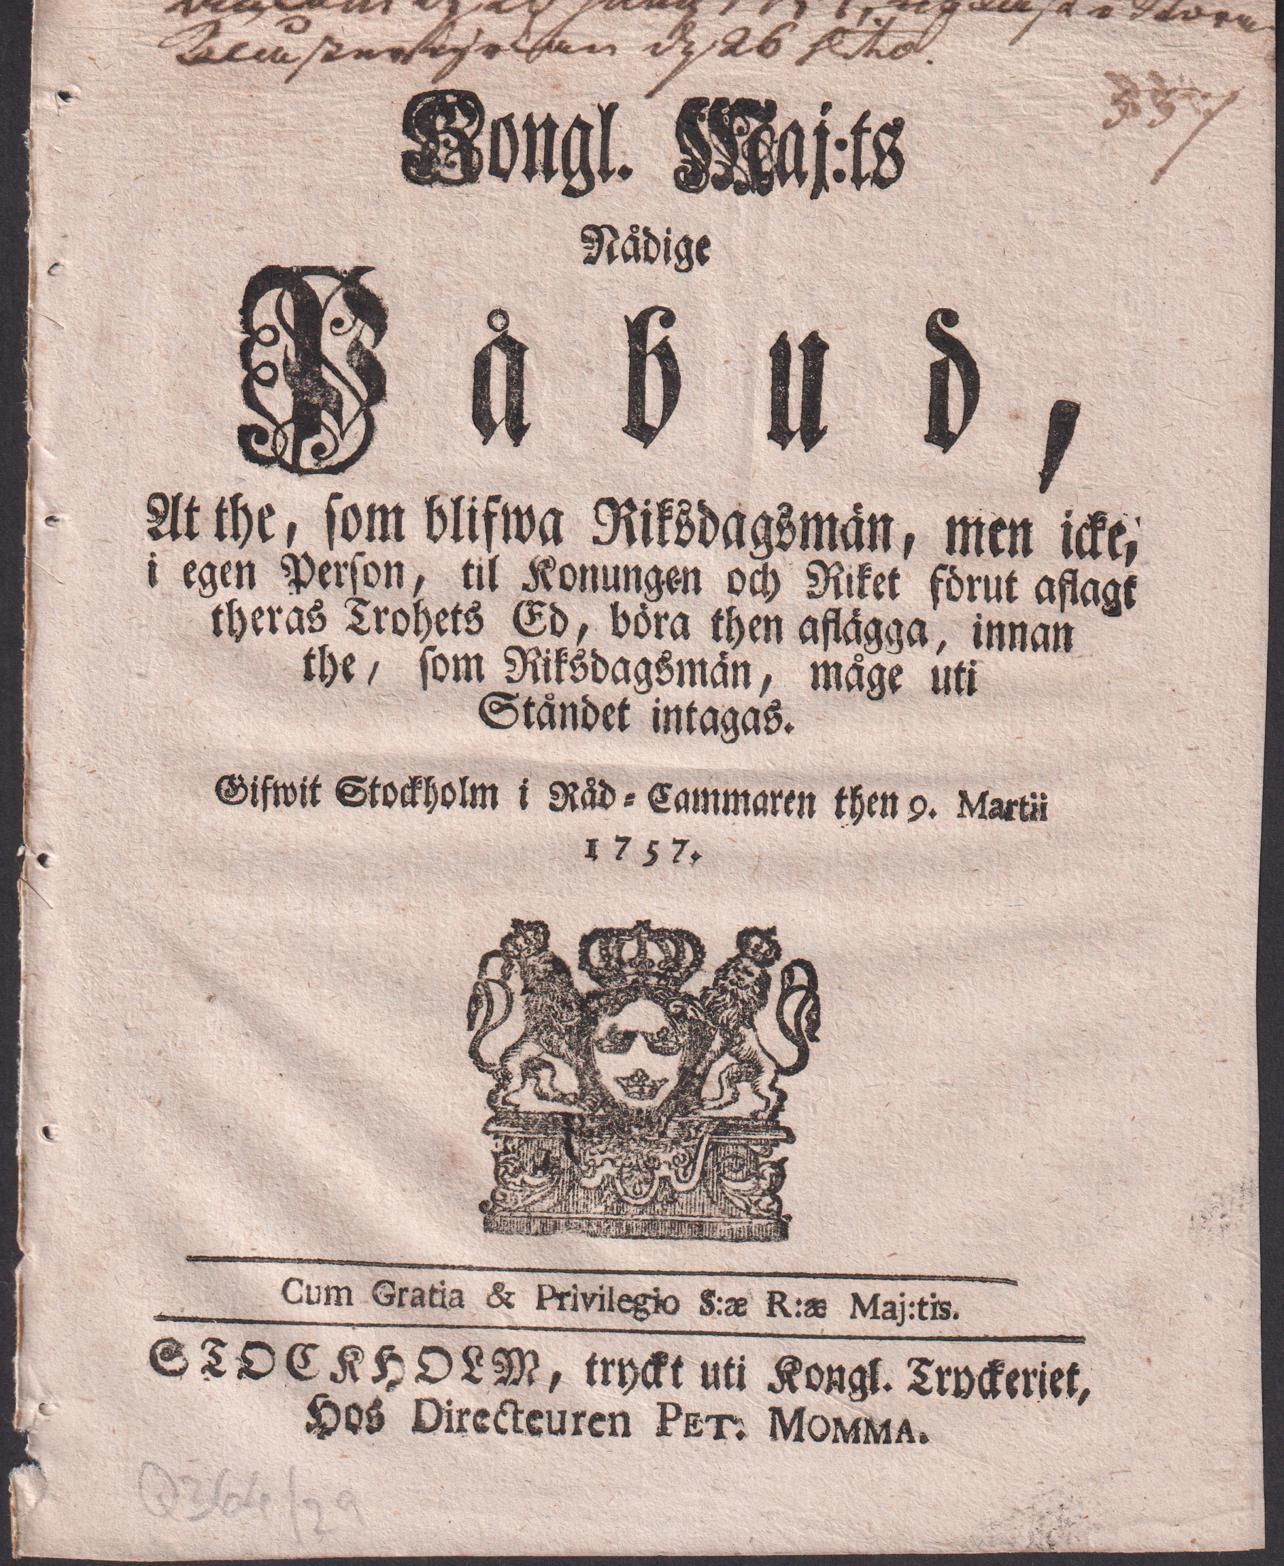 dz 26
Kongl. Maj:ts
Nådige
Påbud,
At the, som blifwa Riksdagsmän, men icke,
i egen Person, til Konungen och Riket förut aflagt
theras Trohets Ed, böra then aflägga, innan
the, som Riksdagsmän, måge uti
Ståndet intagas.
Gifwit Stockholm i Råd-Cammaren then 9. Martii
1757.
Cum Gratia & Privilegio S:æ R:æ Maj:tis.
STOCKHOLM, tryckt uti Kongl. Tryckeriet,
Hos Directeuren PET: MOMMA.